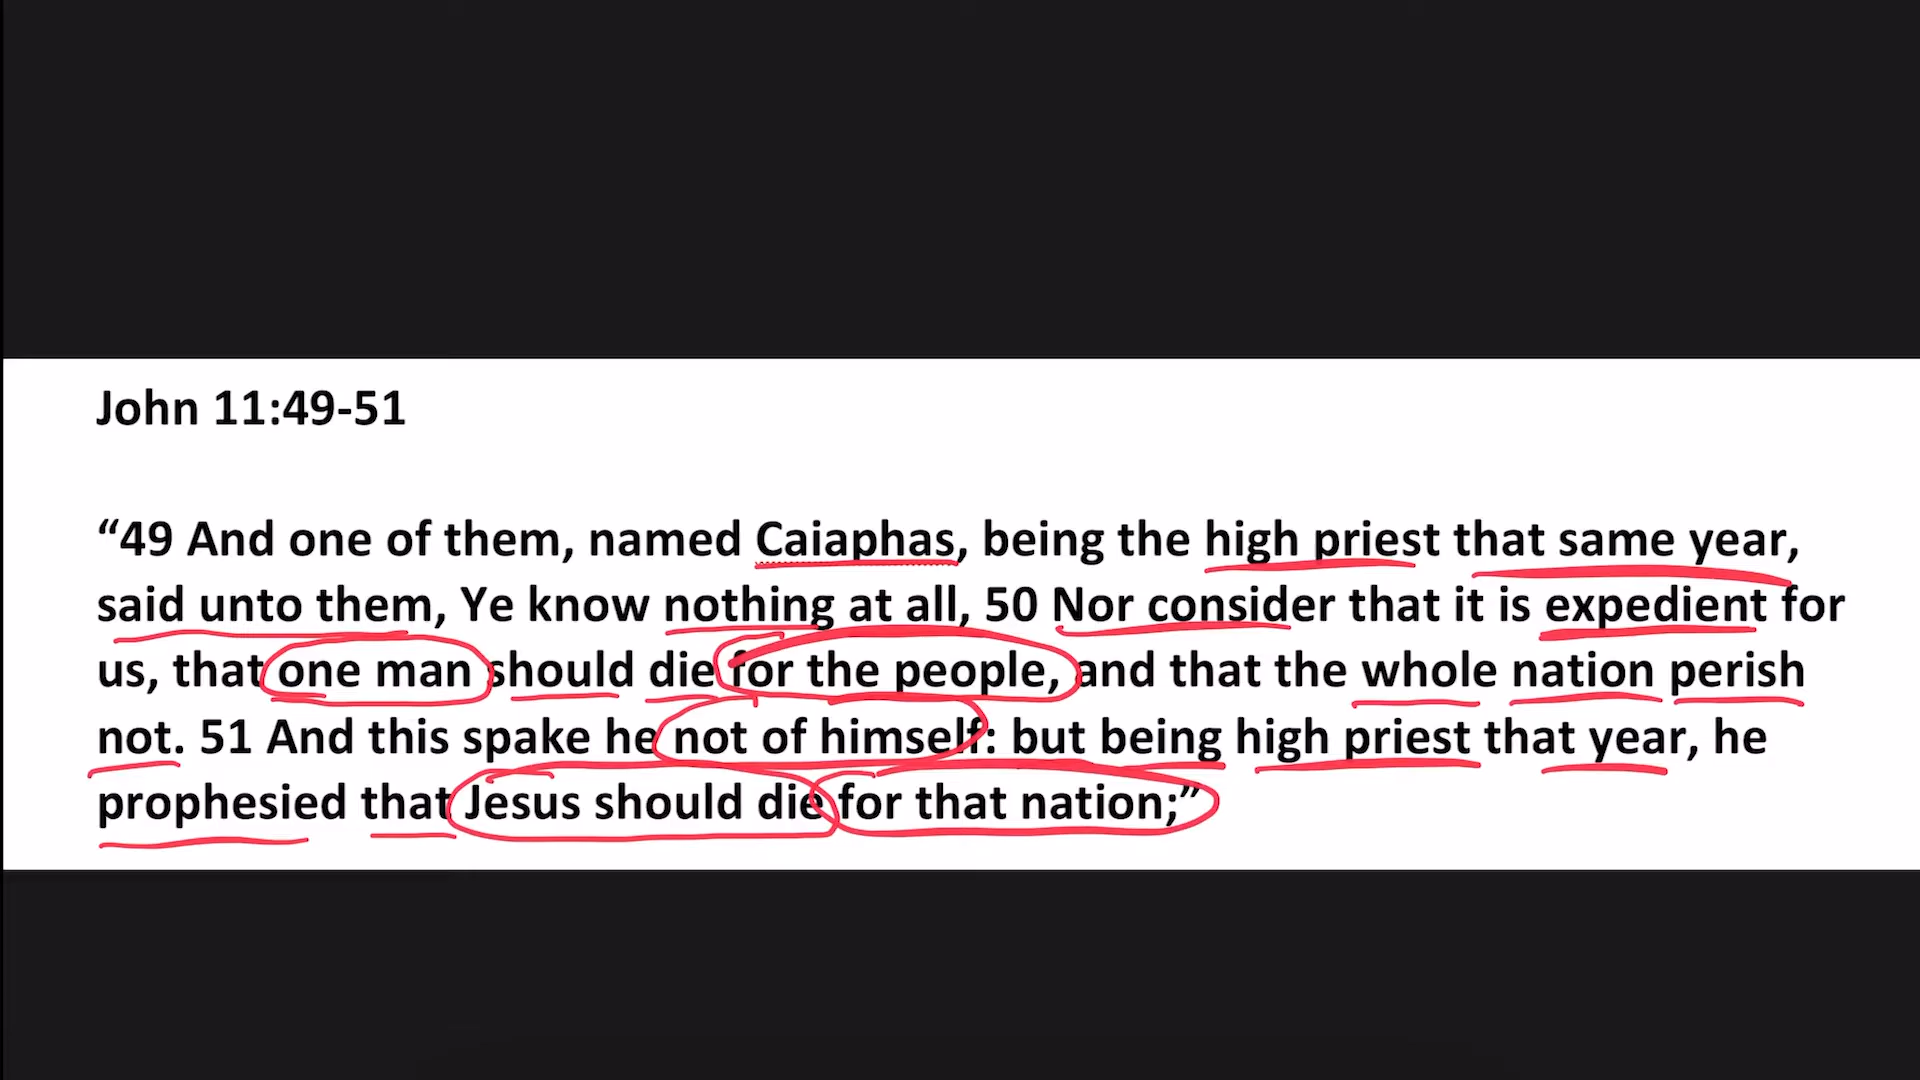 John 11:49-51
“49 And one of them, named Caiaphas, being the high priest that same year,
said unto them, Ye know nothing at all, 50 Nor consider that it is expedient for
us, that one man should die for the people, and that the whole nation perish
not. 51 And this spake he not of himself: but being high priest that year, he
prophesied that Jesus should die for that nation;”